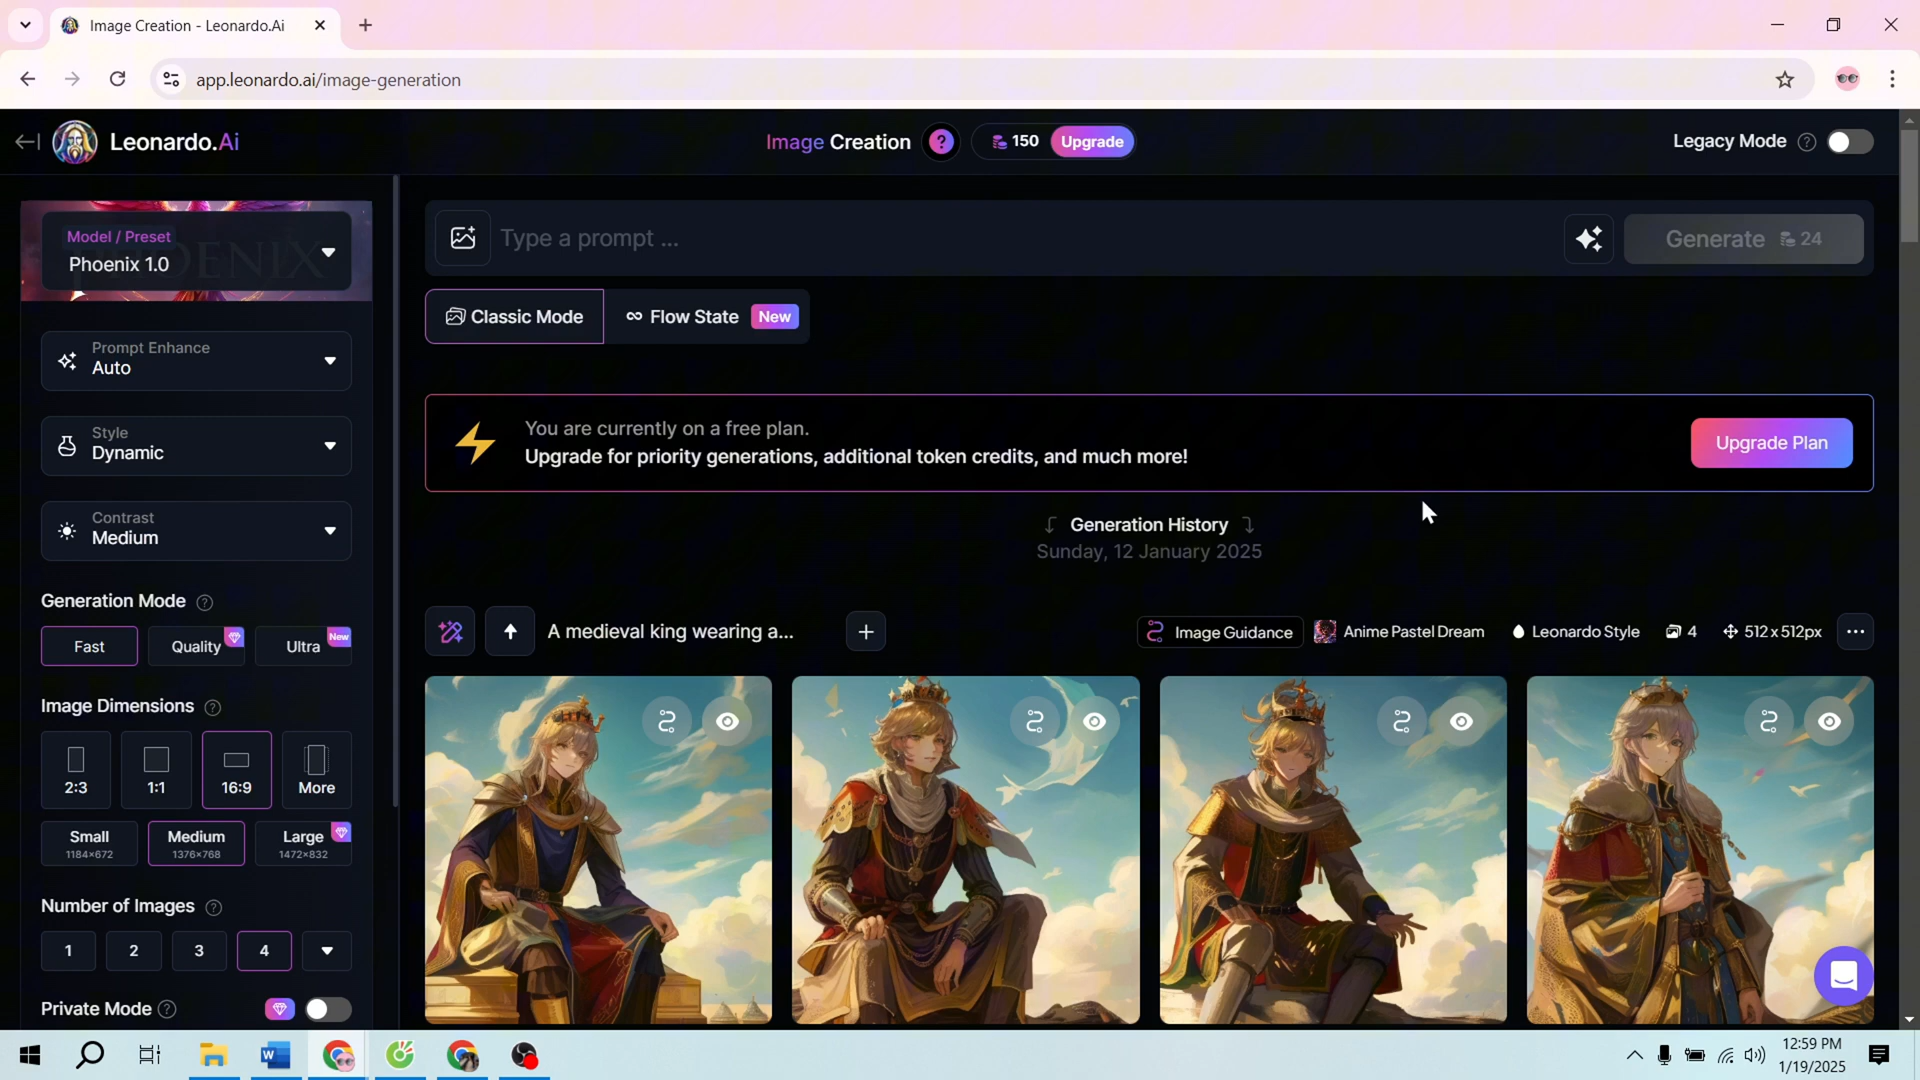 Image Creation - Leonardo.Ai
app.leonardo.ai/image-generation
Leonardo.Ai
Image Creation ? 150 Upgrade
Legacy Mode ?
Model / Preset
Phoenix 1.0
Type a prompt ...
Generate 24
Classic Mode
Flow State New
Prompt Enhance
Auto
Style
Dynamic
Contrast
Medium
You are currently on a free plan.
Upgrade for priority generations, additional token credits, and much more!
Upgrade Plan
Generation History
Sunday, 12 January 2025
Generation Mode ?
Fast
Quality
Ultra New
Image Dimensions ?
2:3
1:1
16:9
More
Small
1184×672
Medium
1376×768
Large
1472×832
Number of Images ?
1 2 3 4
Private Mode ?
A medieval king wearing a...
Image Guidance
Anime Pastel Dream
Leonardo Style
4
512 x 512px
12:59 PM
1/19/2025